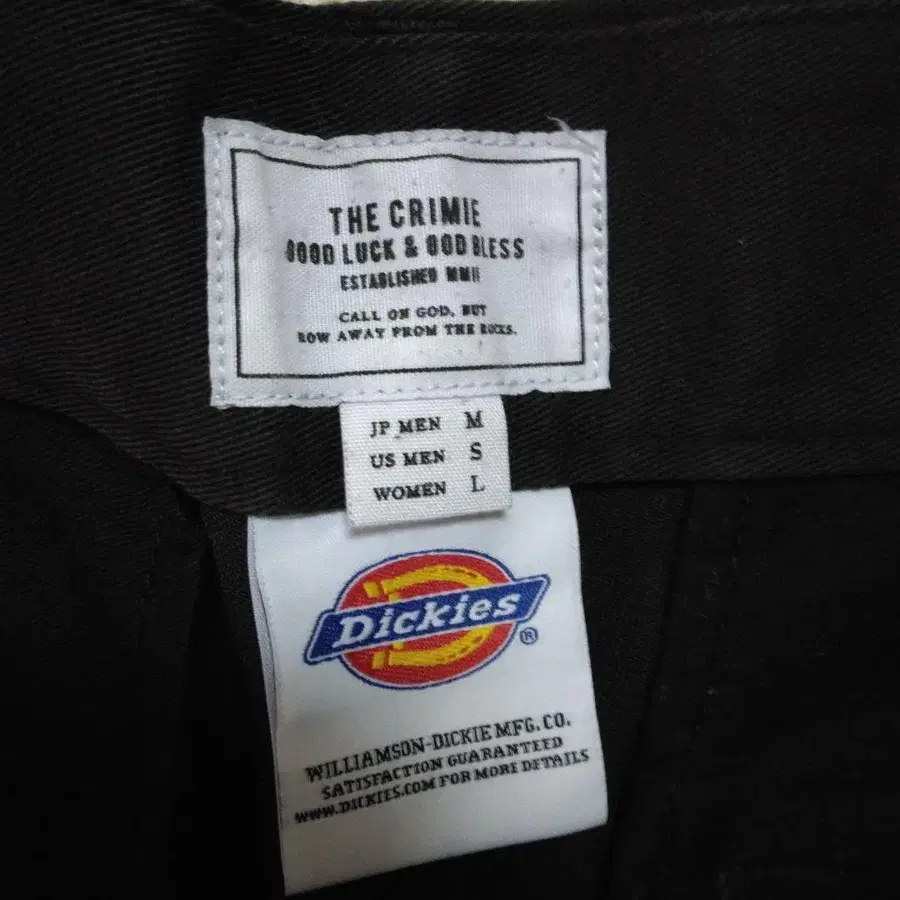 THE CRIMIE
GOOD LUCK & GOD BLESS
ESTABLISHED MMII
CALL ON GOD, BUT
ROW AWAY FROM THE ROCKS.
JP MEN M
US MEN S
WOMEN L
Dickies®
WILLIAMSON-DICKIE MFG. CO.
SATISFACTION GUARANTEED
WWW.DICKIES.COM FOR MORE DETAILS